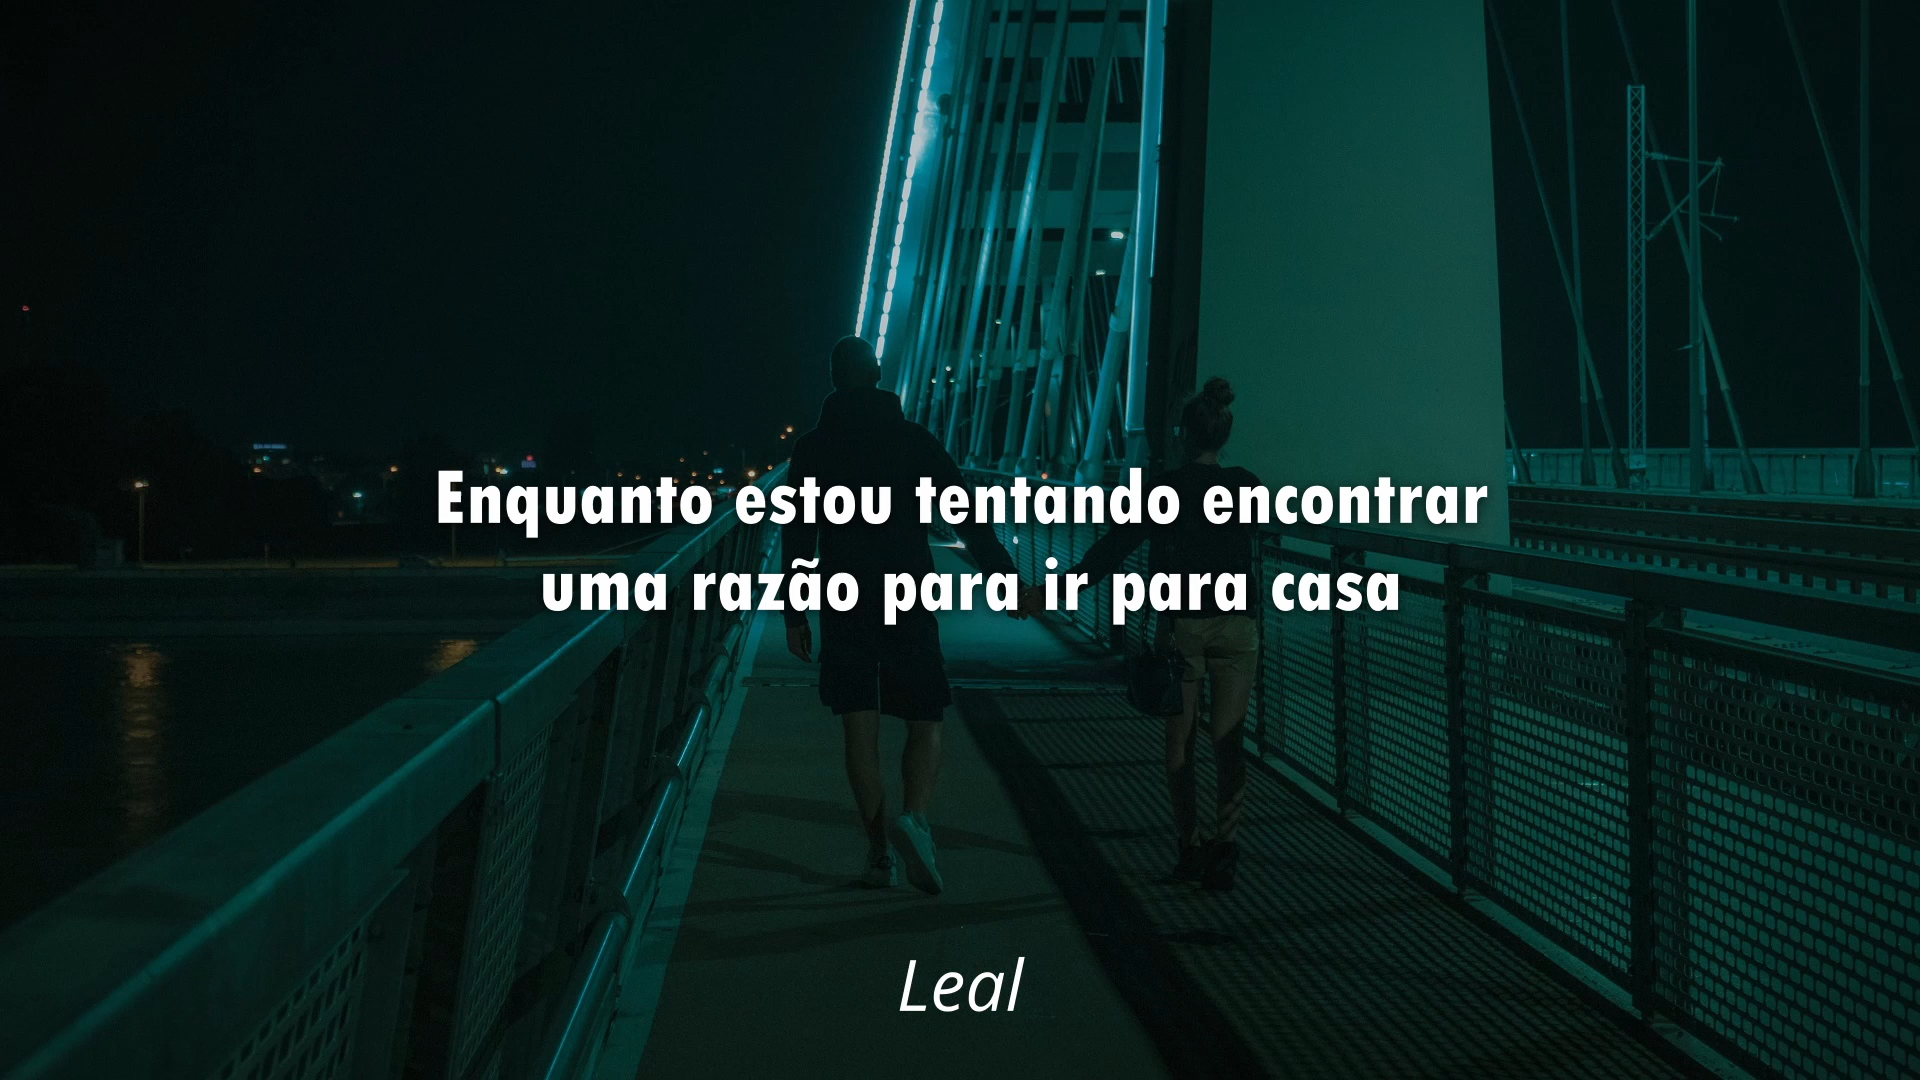 Enquanto estou tentando encontrar
uma razão para ir para casa
Leal